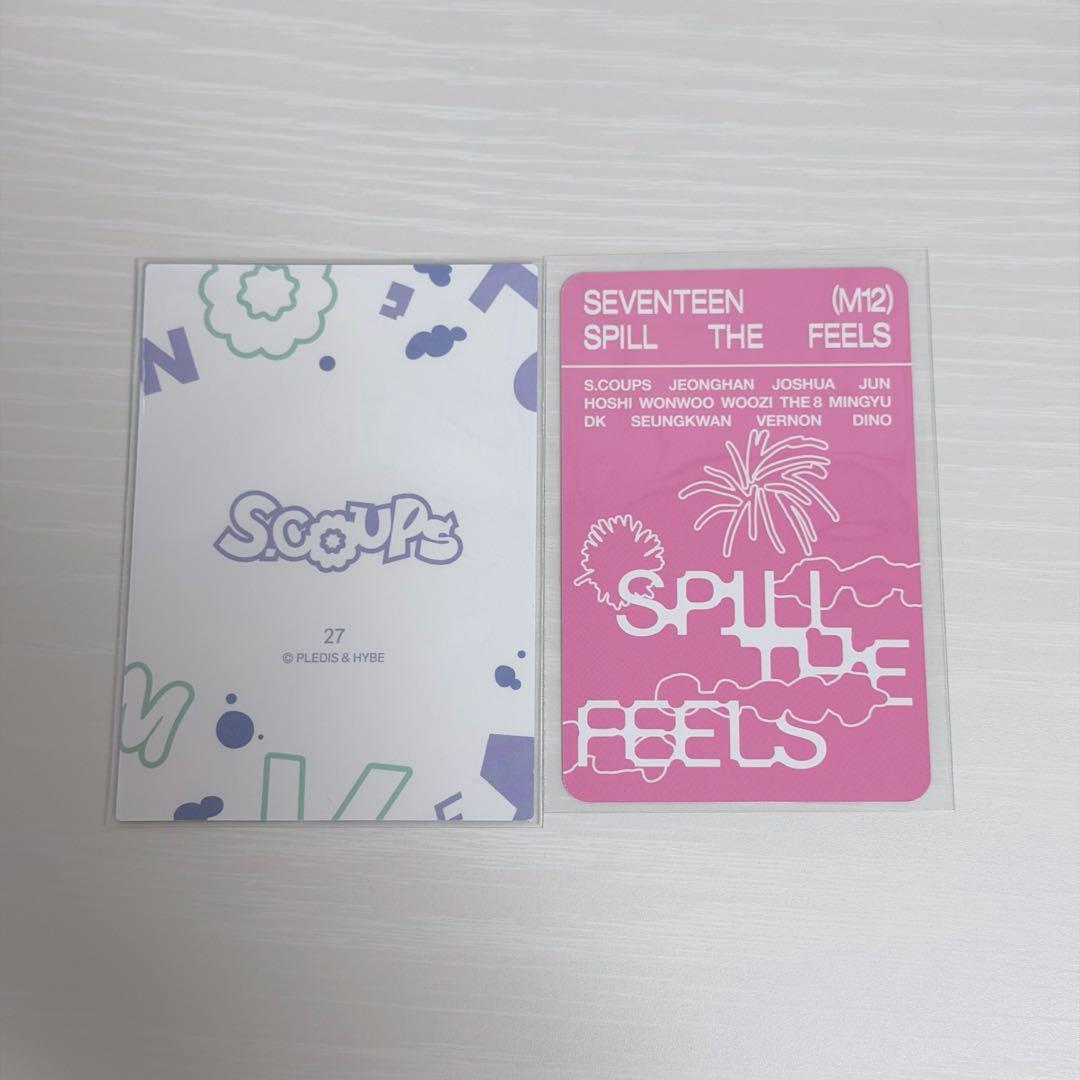 N
S.COUPS
27
© PLEDIS & HYBE
M
SEVENTEEN (M12)
SPILL THE FEELS
S.COUPS JEONGHAN JOSHUA JUN
HOSHI WONWOO WOOZI THE 8 MINGYU
DK SEUNGKWAN VERNON DINO
SPILL
THE
FEELS